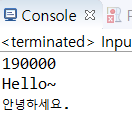 Console
<terminated> Inpu
190000
Hello~
안녕하세요.